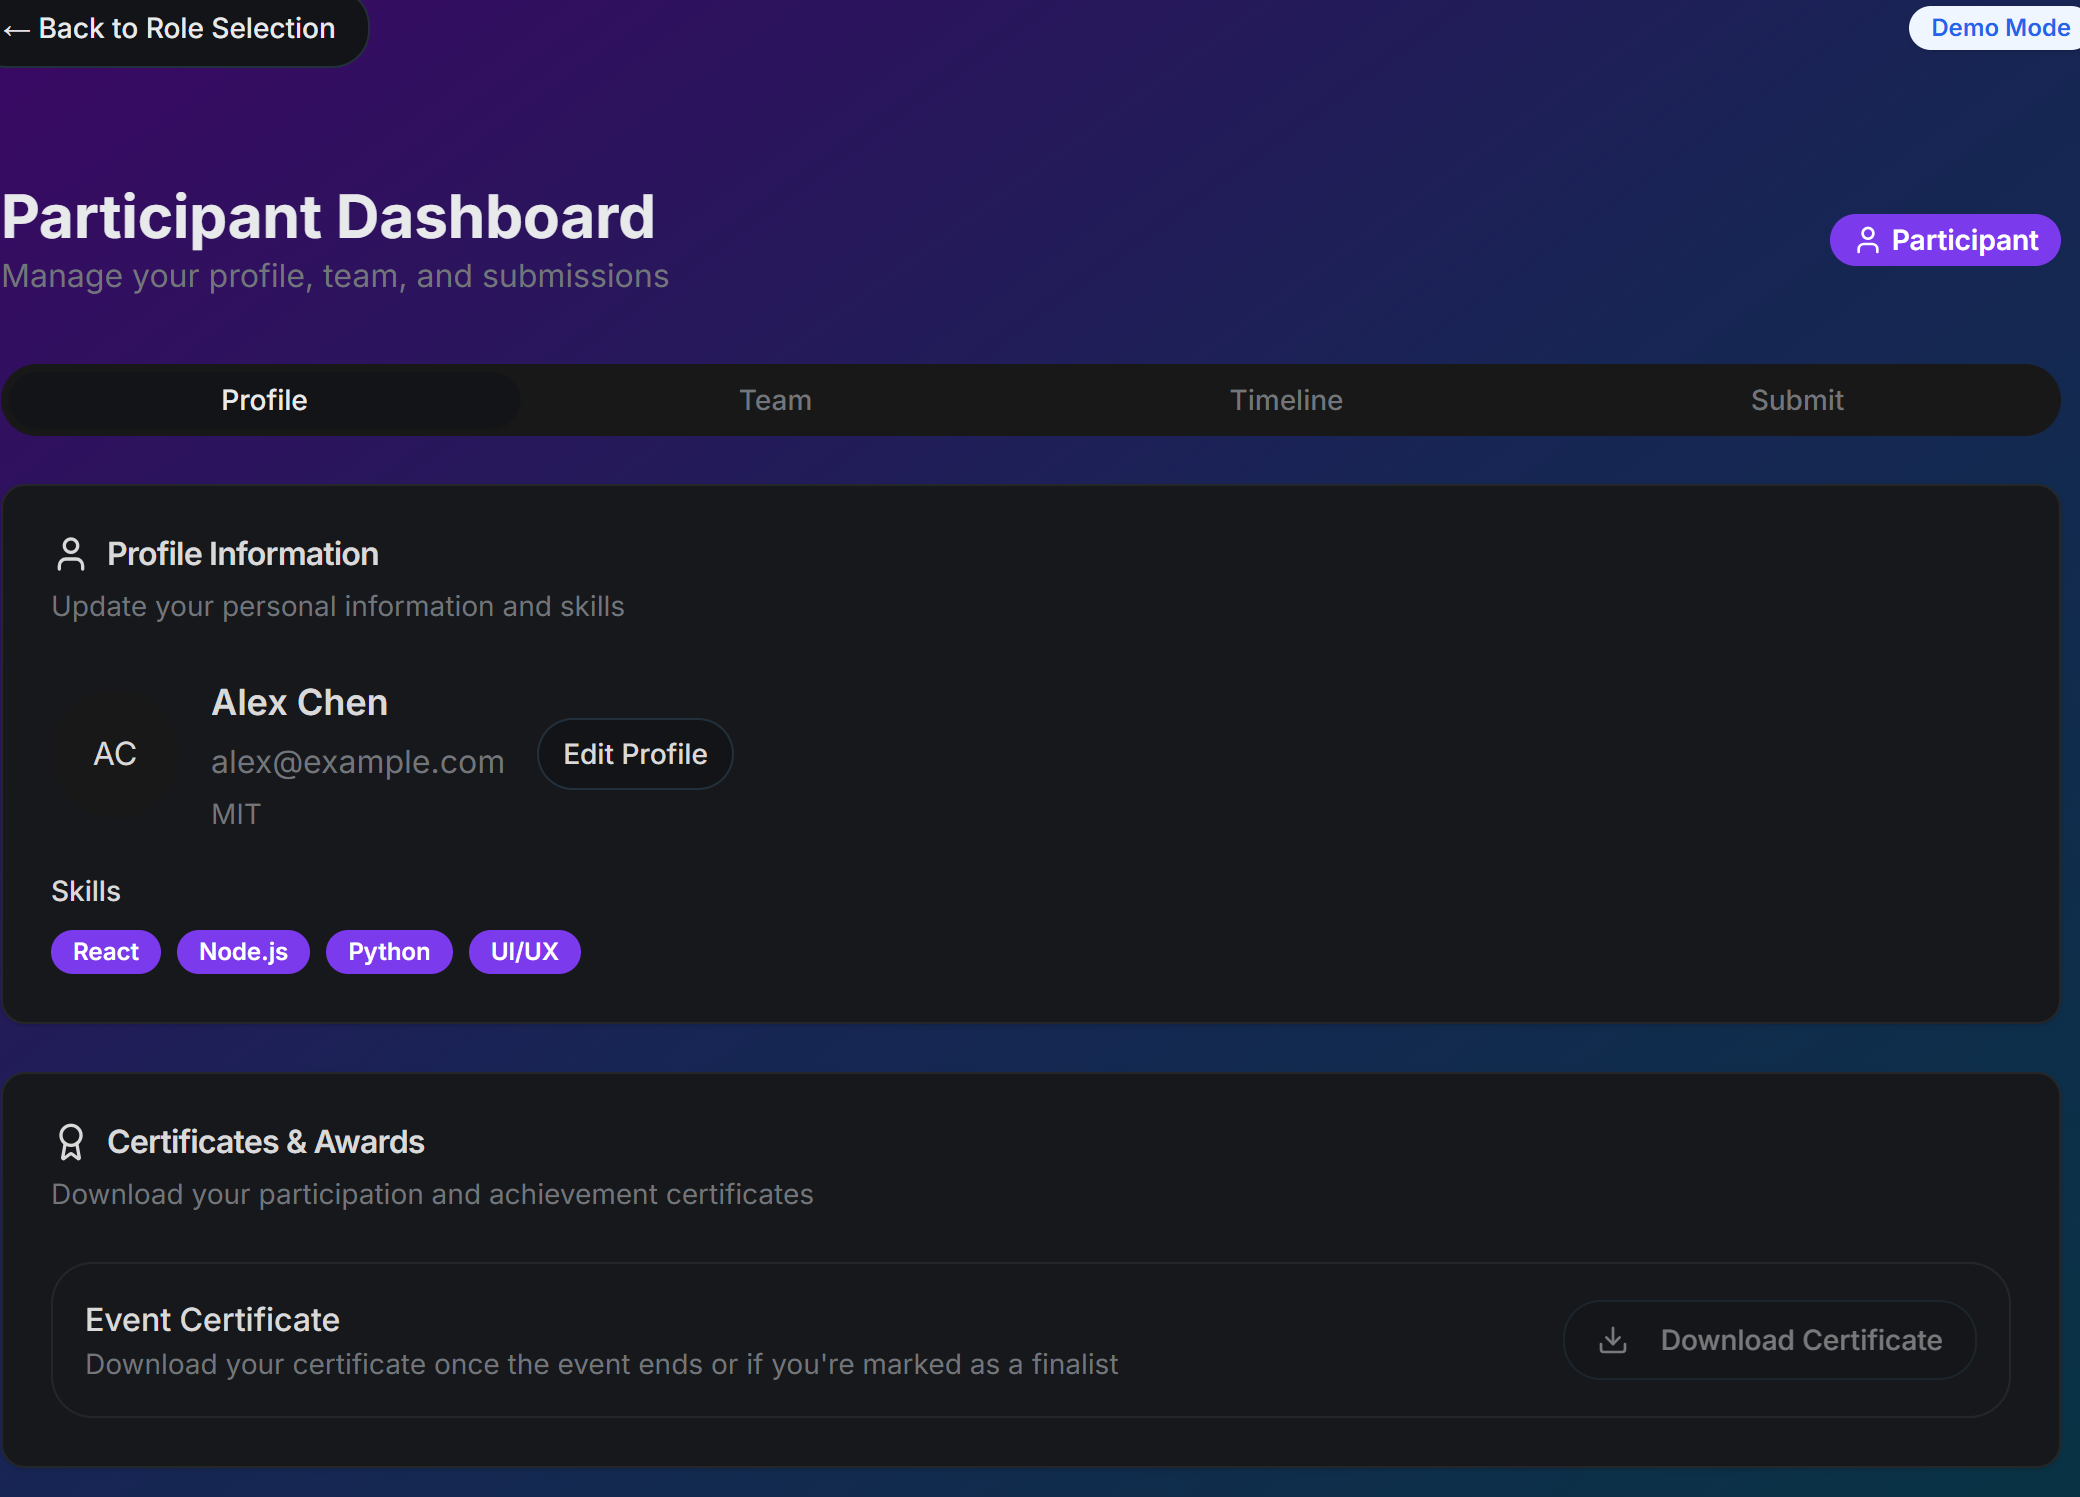 ← Back to Role Selection
Demo Mode
Participant Dashboard
Manage your profile, team, and submissions
Participant
Profile
Team
Timeline
Submit
Profile Information
Update your personal information and skills
AC
Alex Chen
alex@example.com
MIT
Edit Profile
Skills
React
Node.js
Python
UI/UX
Certificates & Awards
Download your participation and achievement certificates
Event Certificate
Download your certificate once the event ends or if you're marked as a finalist
Download Certificate